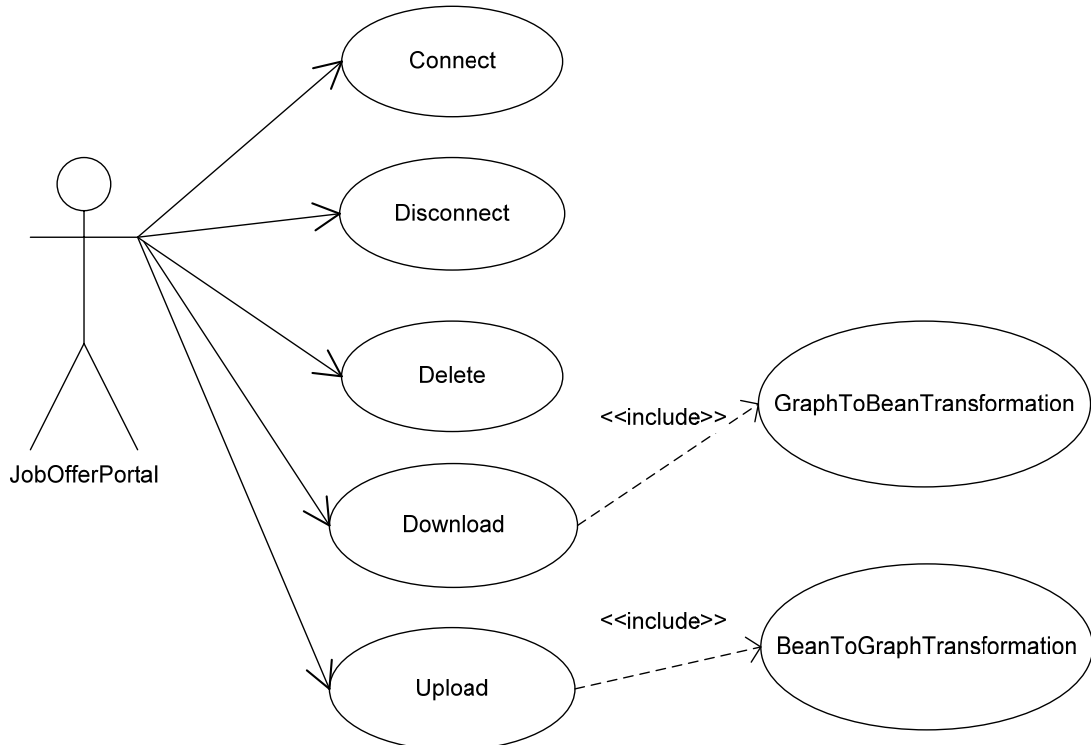 Connect
Disconnect
Delete
<<include>>
GraphToBeanTransformation
JobOfferPortal
Download
<<include>>
BeanToGraphTransformation
Upload